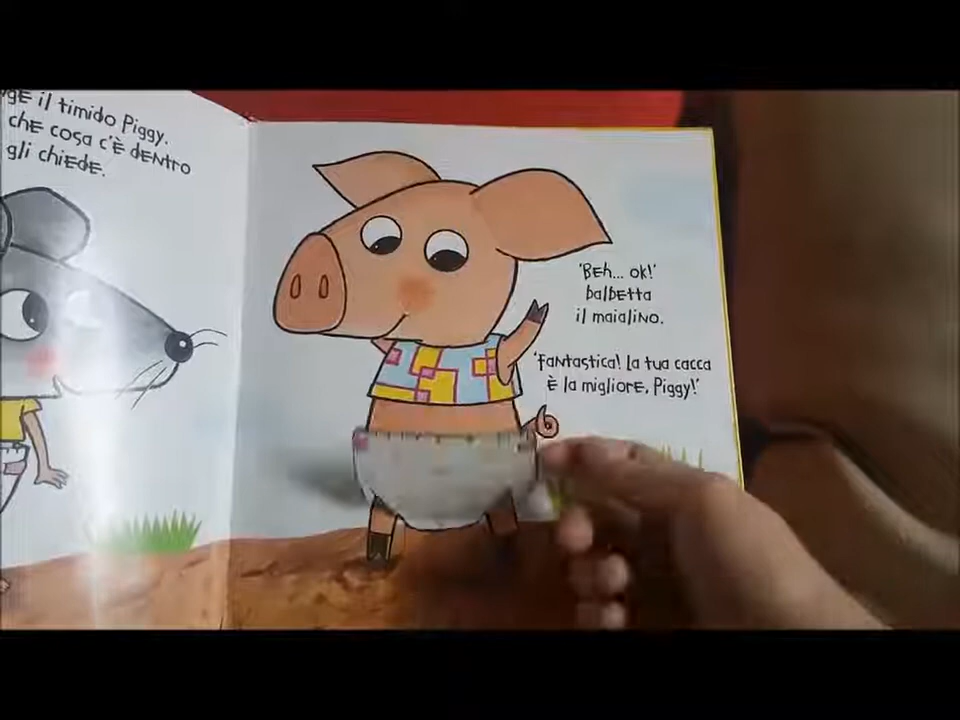 il timido Piggy.
che cosa c'è dentro
gli chiede.
'Beh... ok!'
balbetta
il maialino.
'Fantastica! la tua cacca
è la migliore, Piggy!'